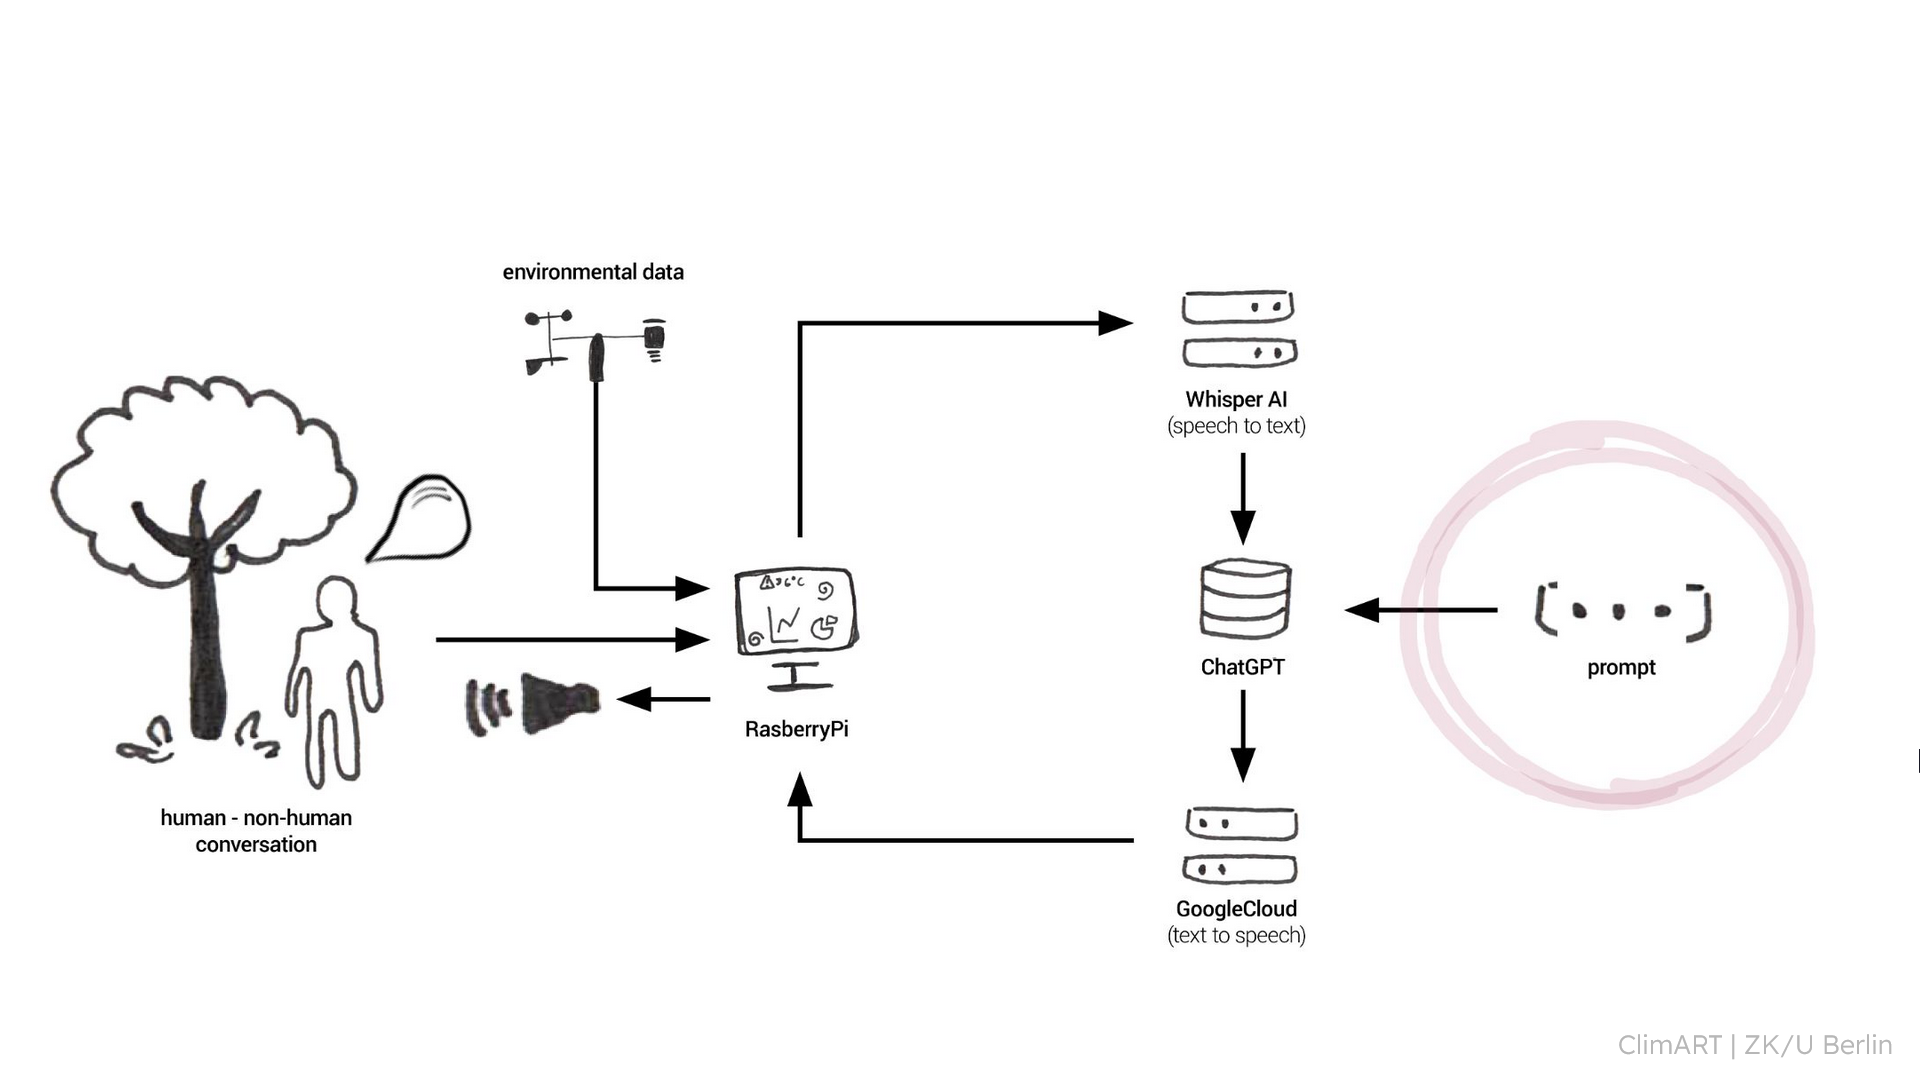 environmental data
Whisper AI
(speech to text)
ChatGPT
prompt
RasberryPi
human - non-human
conversation
GoogleCloud
(text to speech)
ClimART | ZK/U Berlin